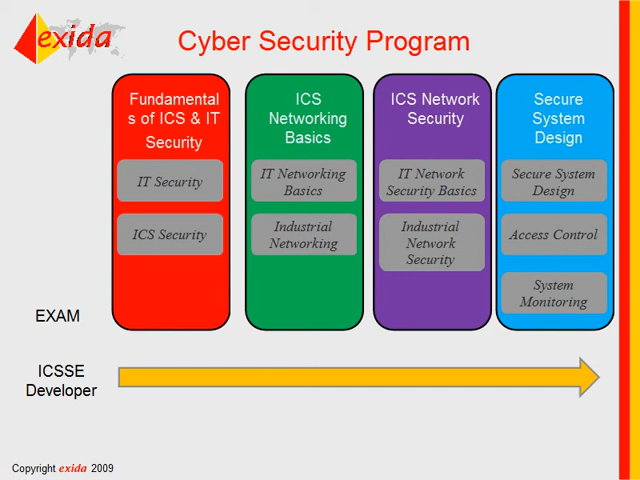 exida
Cyber Security Program
Fundamental
s of ICS & IT
Security
IT Security
ICS Security
ICS
Networking
Basics
IT Networking
Basics
Industrial
Networking
ICS Network
Security
IT Network
Security Basics
Industrial
Network
Security
Secure
System
Design
Secure System
Design
Access Control
System
Monitoring
EXAM
ICSSE
Developer
Copyright exida 2009